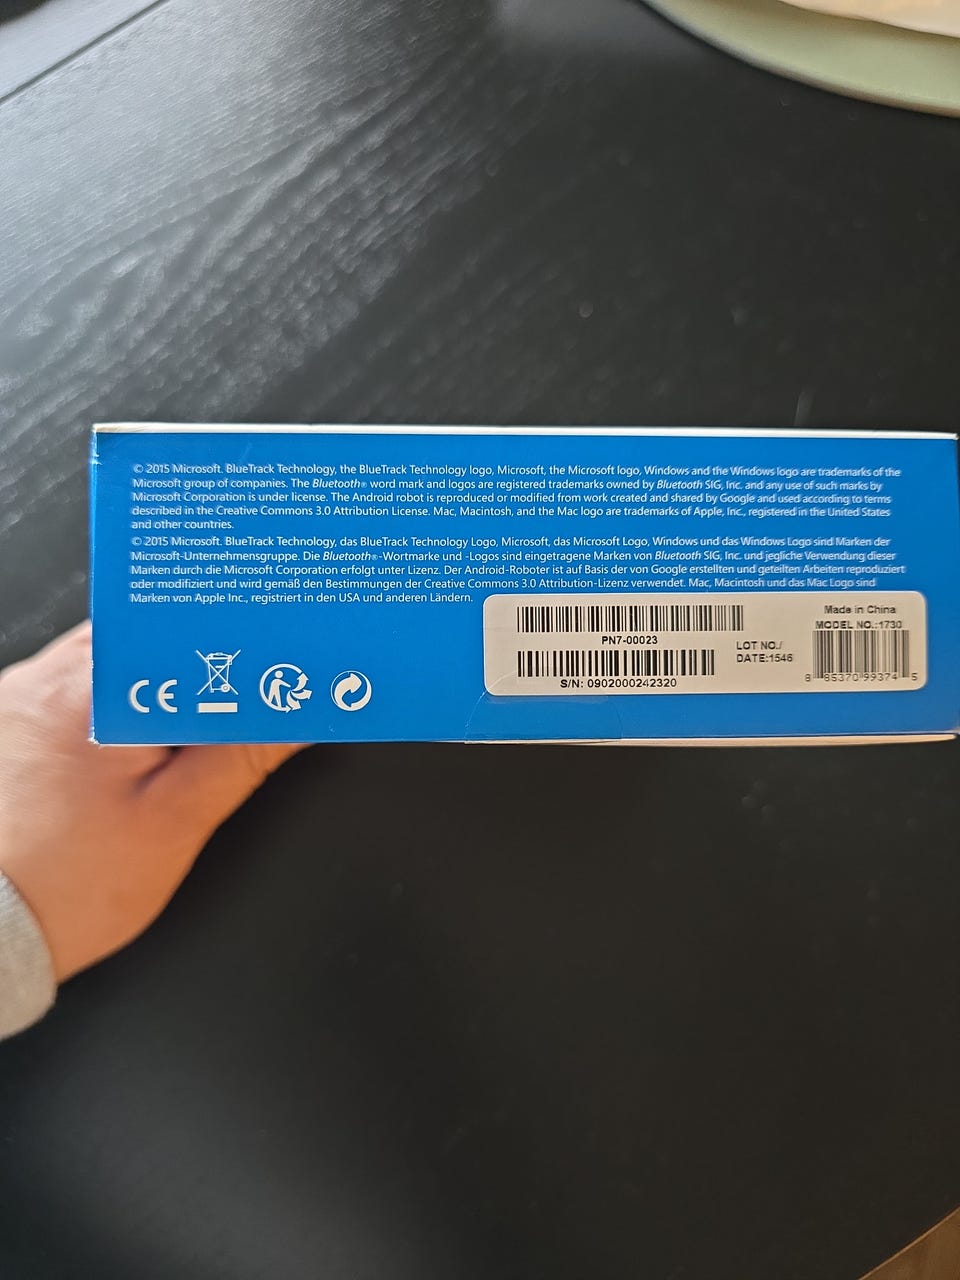 © 2015 Microsoft. BlueTrack Technology, the BlueTrack Technology logo, Microsoft, the Microsoft logo, Windows and the Windows logo are trademarks of the
Microsoft group of companies. The Bluetooth® word mark and logos are registered trademarks owned by Bluetooth SIG, Inc. and any use of such marks by
Microsoft Corporation is under license. The Android robot is reproduced or modified from work created and shared by Google and used according to terms
described in the Creative Commons 3.0 Attribution License. Mac, Macintosh, and the Mac logo are trademarks of Apple, Inc., registered in the United States
and other countries.
© 2015 Microsoft. BlueTrack Technology, das BlueTrack Technology Logo, Microsoft, das Microsoft Logo, Windows und das Windows Logo sind Marken der
Microsoft-Unternehmensgruppe. Die Bluetooth®-Wortmarke und -Logos sind eingetragene Marken von Bluetooth SIG, Inc. und jegliche Verwendung dieser
Marken durch die Microsoft Corporation erfolgt unter Lizenz. Der Android-Roboter ist auf Basis der von Google erstellten und geteilten Arbeiten reproduziert
oder modifiziert und wird gemäß den Bestimmungen der Creative Commons 3.0 Attribution-Lizenz verwendet. Mac, Macintosh und das Mac Logo sind
Marken von Apple Inc., registriert in den USA und anderen Ländern.
CE
PN7-00023
S/N: 0902000242320
LOT NO./
DATE:1546
Made in China
MODEL NO.:1730
8 85370 99374 5